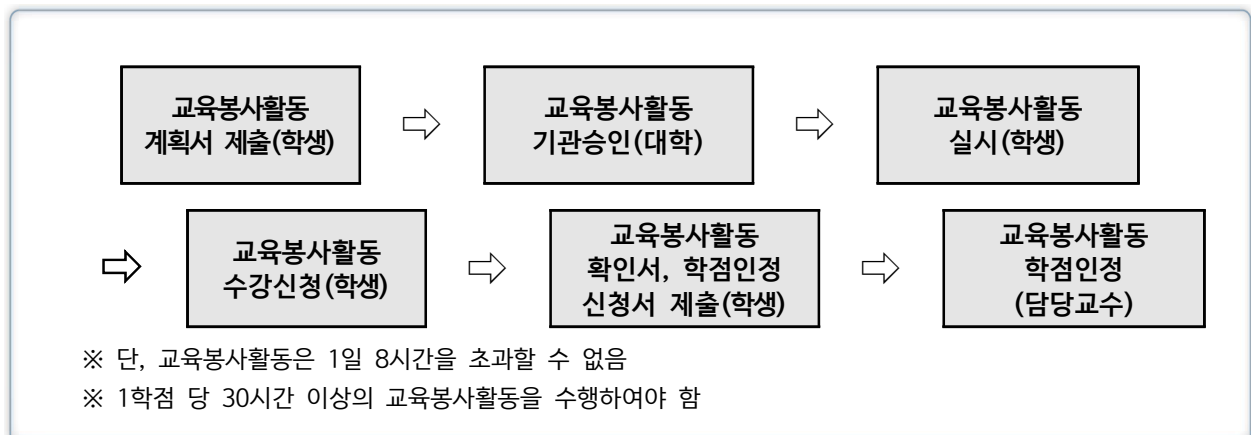 교육봉사활동
계획서 제출(학생)
⇨
교육봉사활동
기관승인(대학)
⇨
교육봉사활동
실시(학생)
⇨
교육봉사활동
수강신청(학생)
⇨
교육봉사활동
확인서, 학점인정
신청서 제출(학생)
⇨
교육봉사활동
학점인정
(담당교수)
※ 단, 교육봉사활동은 1일 8시간을 초과할 수 없음
※ 1학점 당 30시간 이상의 교육봉사활동을 수행하여야 함